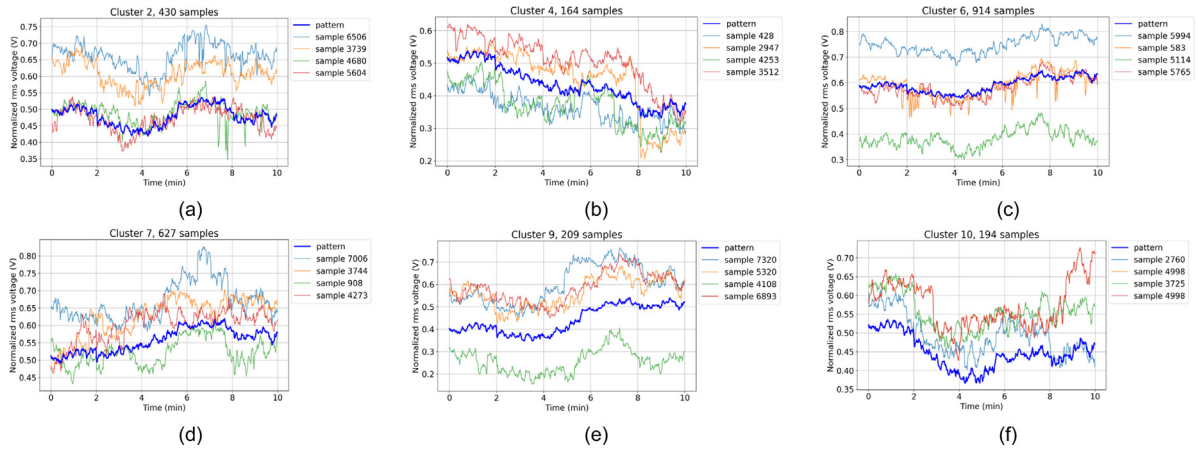 Cluster 2, 430 samples
Normalized rms voltage (V)
0.75
0.70
0.65
0.60
0.55
0.50
0.45
0.40
0.35
0 2 4 6 8 10
Time (min)
pattern
sample 6506
sample 3739
sample 4680
sample 5604
(a)
Cluster 4, 164 samples
Normalized rms voltage (V)
0.6
0.5
0.4
0.3
0.2
0 2 4 6 8 10
Time (min)
pattern
sample 428
sample 2947
sample 4253
sample 3512
(b)
Cluster 6, 914 samples
Normalized rms voltage (V)
0.8
0.7
0.6
0.5
0.4
0.3
0 2 4 6 8 10
Time (min)
pattern
sample 5994
sample 583
sample 5114
sample 5765
(c)
Cluster 7, 627 samples
Normalized rms voltage (V)
0.80
0.75
0.70
0.65
0.60
0.55
0.50
0.45
0 2 4 6 8 10
Time (min)
pattern
sample 7006
sample 3744
sample 908
sample 4273
(d)
Cluster 9, 209 samples
Normalized rms voltage (V)
0.7
0.6
0.5
0.4
0.3
0.2
0 2 4 6 8 10
Time (min)
pattern
sample 7320
sample 5320
sample 4108
sample 6893
(e)
Cluster 10, 194 samples
Normalized rms voltage (V)
0.70
0.65
0.60
0.55
0.50
0.45
0.40
0.35
0 2 4 6 8 10
Time (min)
pattern
sample 2760
sample 4998
sample 3725
sample 4998
(f)